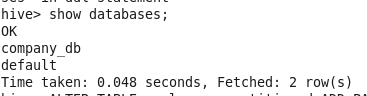 hive> show databases;
OK
company_db
default
Time taken: 0.048 seconds, Fetched: 2 row(s)